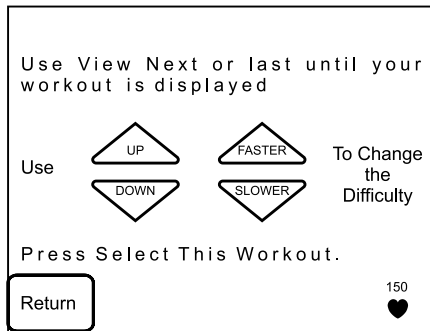 Use View Next or last until your
workout is displayed
Use
UP
DOWN
FASTER
SLOWER
To Change
the
Difficulty
Press Select This Workout.
Return
150